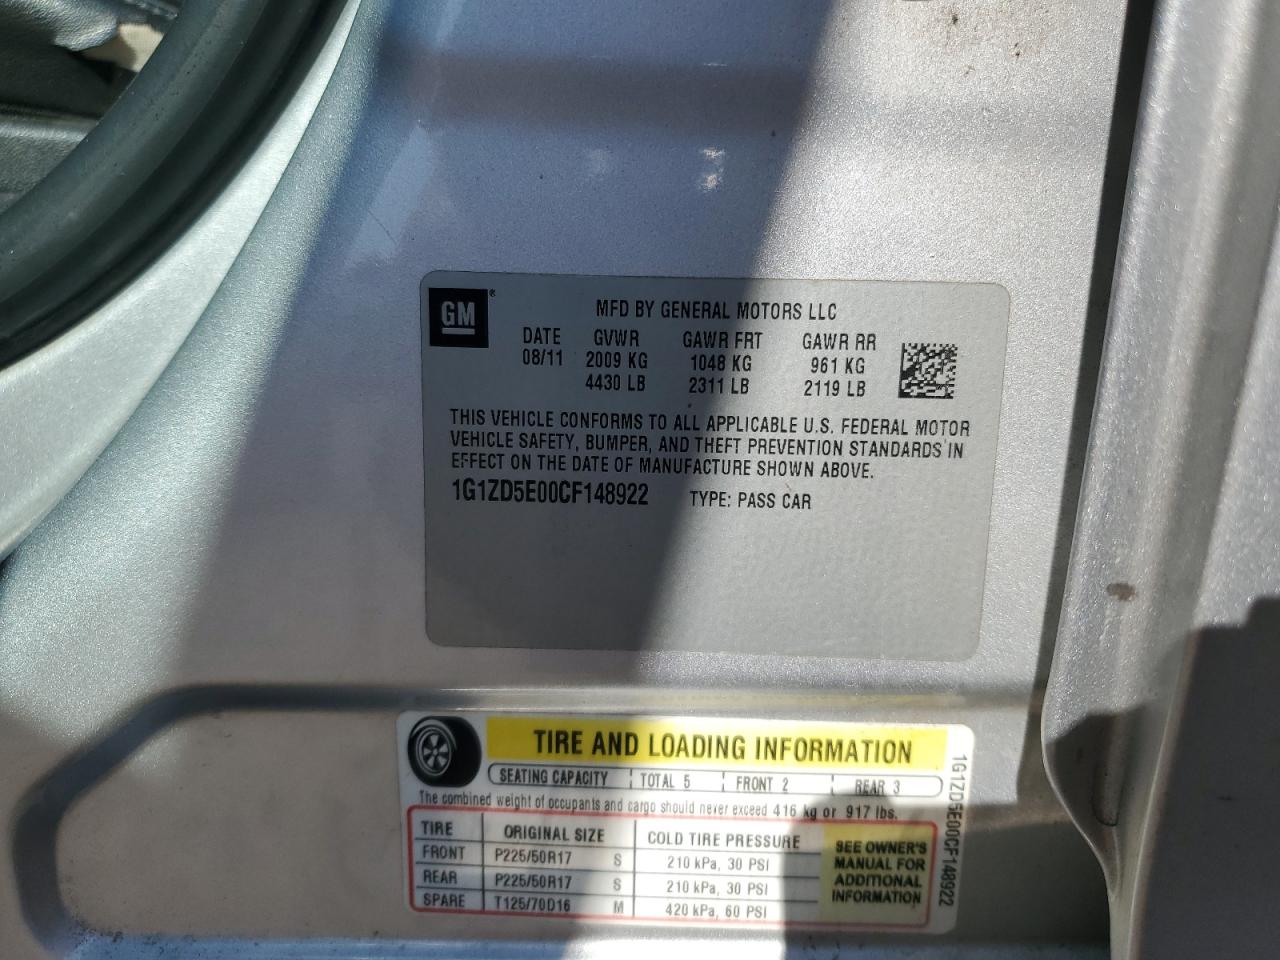 GM®
MFD BY GENERAL MOTORS LLC
DATE GVWR GAWR FRT GAWR RR
08/11 2009 KG 1048 KG 961 KG
4430 LB 2311 LB 2119 LB
THIS VEHICLE CONFORMS TO ALL APPLICABLE U.S. FEDERAL MOTOR
VEHICLE SAFETY, BUMPER, AND THEFT PREVENTION STANDARDS IN
EFFECT ON THE DATE OF MANUFACTURE SHOWN ABOVE.
1G1ZD5E00CF148922 TYPE: PASS CAR
TIRE AND LOADING INFORMATION
SEATING CAPACITY TOTAL 5 FRONT 2 REAR 3
The combined weight of occupants and cargo should never exceed 416 kg or 917 lbs.
TIRE ORIGINAL SIZE COLD TIRE PRESSURE
FRONT P225/50R17 S 210 kPa, 30 PSI
REAR P225/50R17 S 210 kPa, 30 PSI
SPARE T125/70D16 M 420 kPa, 60 PSI
SEE OWNER'S
MANUAL FOR
ADDITIONAL
INFORMATION
1G1ZD5E00CF148922